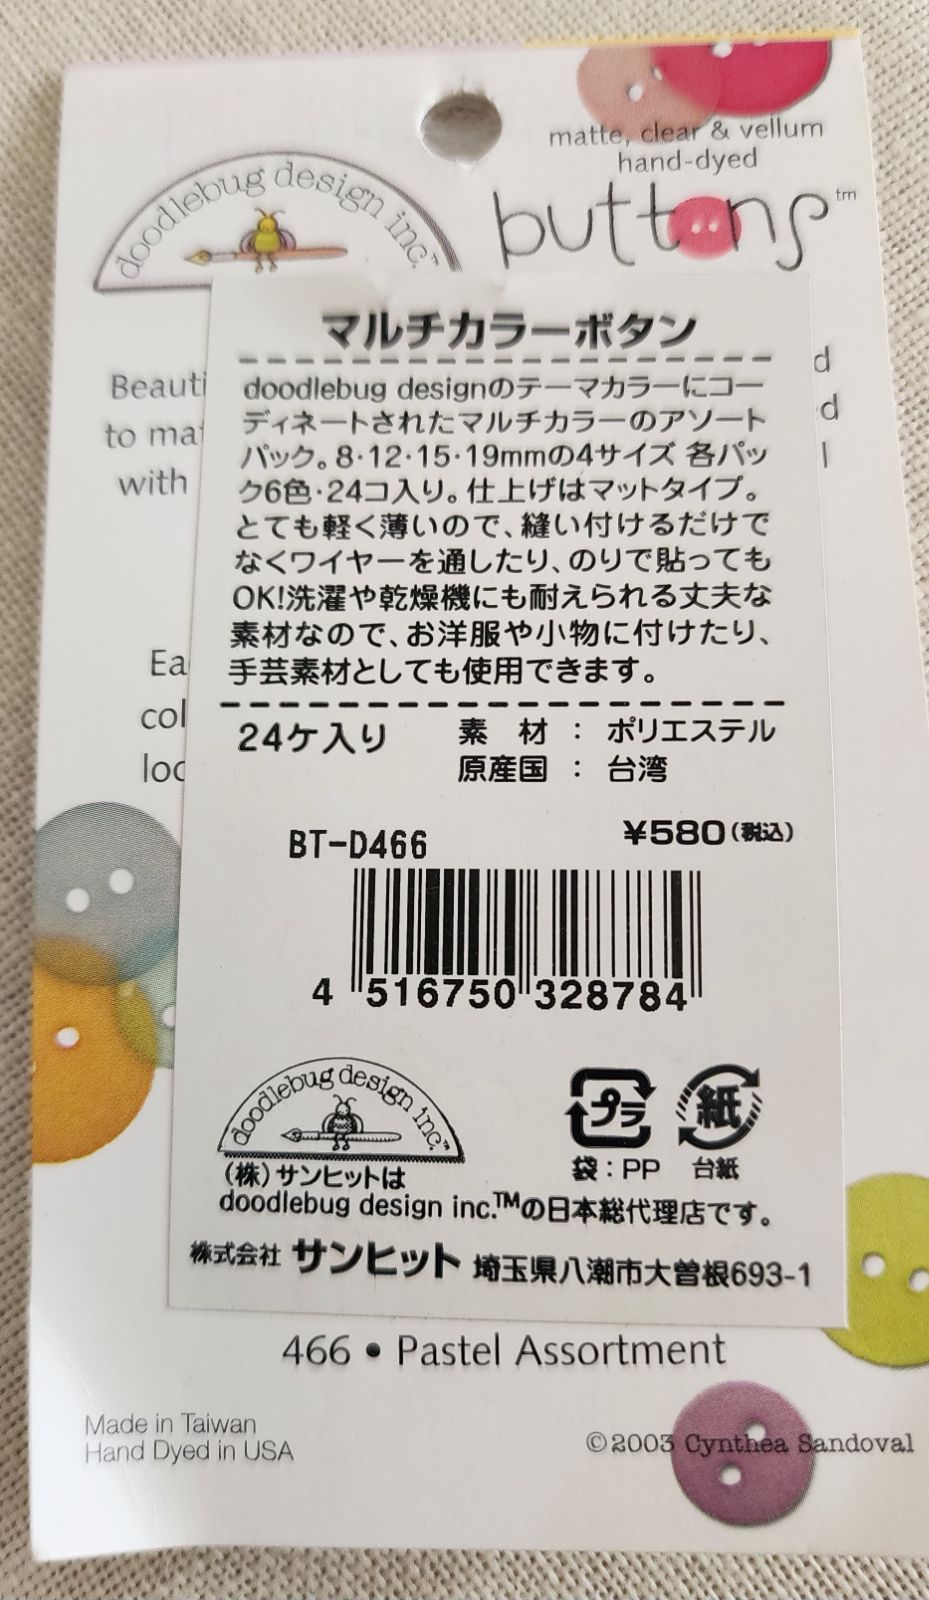 matte, clear & vellum
hand-dyed
buttons™
doodlebug design inc.™
マルチカラーボタン
doodlebug designのテーマカラーにコー
ディネートされたマルチカラーのアソート
パック。8・12・15・19mmの4サイズ 各パッ
ク6色・24コ入り。仕上げはマットタイプ。
とても軽く薄いので、縫い付けるだけで
なくワイヤーを通したり、のりで貼っても
OK!洗濯や乾燥機にも耐えられる丈夫な
素材なので、お洋服や小物に付けたり、
手芸素材としても使用できます。
24ケ入り
素 材 : ポリエステル
原産国 : 台湾
BT-D466
¥580(税込)
4 516750 328784
doodlebug design inc.™
プラ
紙
袋:PP
台紙
(株)サンヒットは
doodlebug design inc.TMの日本総代理店です。
株式会社 サンヒット 埼玉県八潮市大曽根693-1
Beauti
to mat
with
d
d
l
Ea
col
loc
466 • Pastel Assortment
Made in Taiwan
Hand Dyed in USA
©2003 Cynthea Sandoval